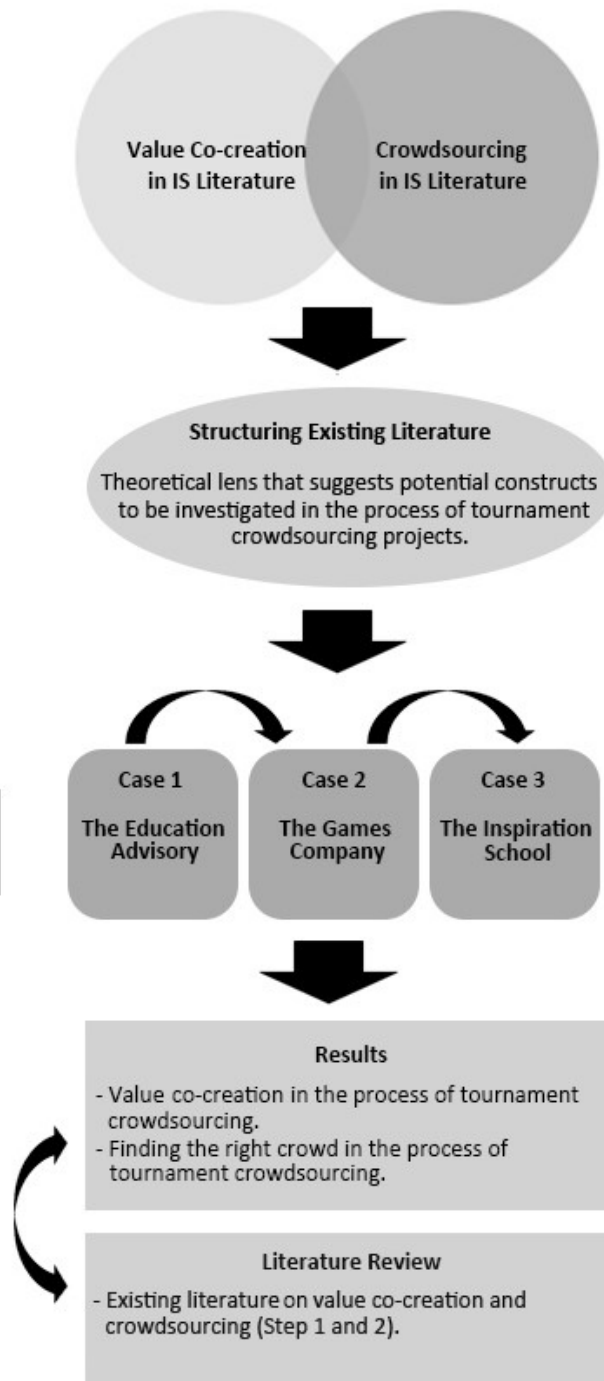 Value Co-creation
in IS Literature
Crowdsourcing
in IS Literature
Structuring Existing Literature
Theoretical lens that suggests potential constructs
to be investigated in the process of tournament
crowdsourcing projects.
Case 1
The Education
Advisory
Case 2
The Games
Company
Case 3
The Inspiration
School
Results
- Value co-creation in the process of tournament
crowdsourcing.
- Finding the right crowd in the process of
tournament crowdsourcing.
Literature Review
- Existing literature on value co-creation and
crowdsourcing (Step 1 and 2).